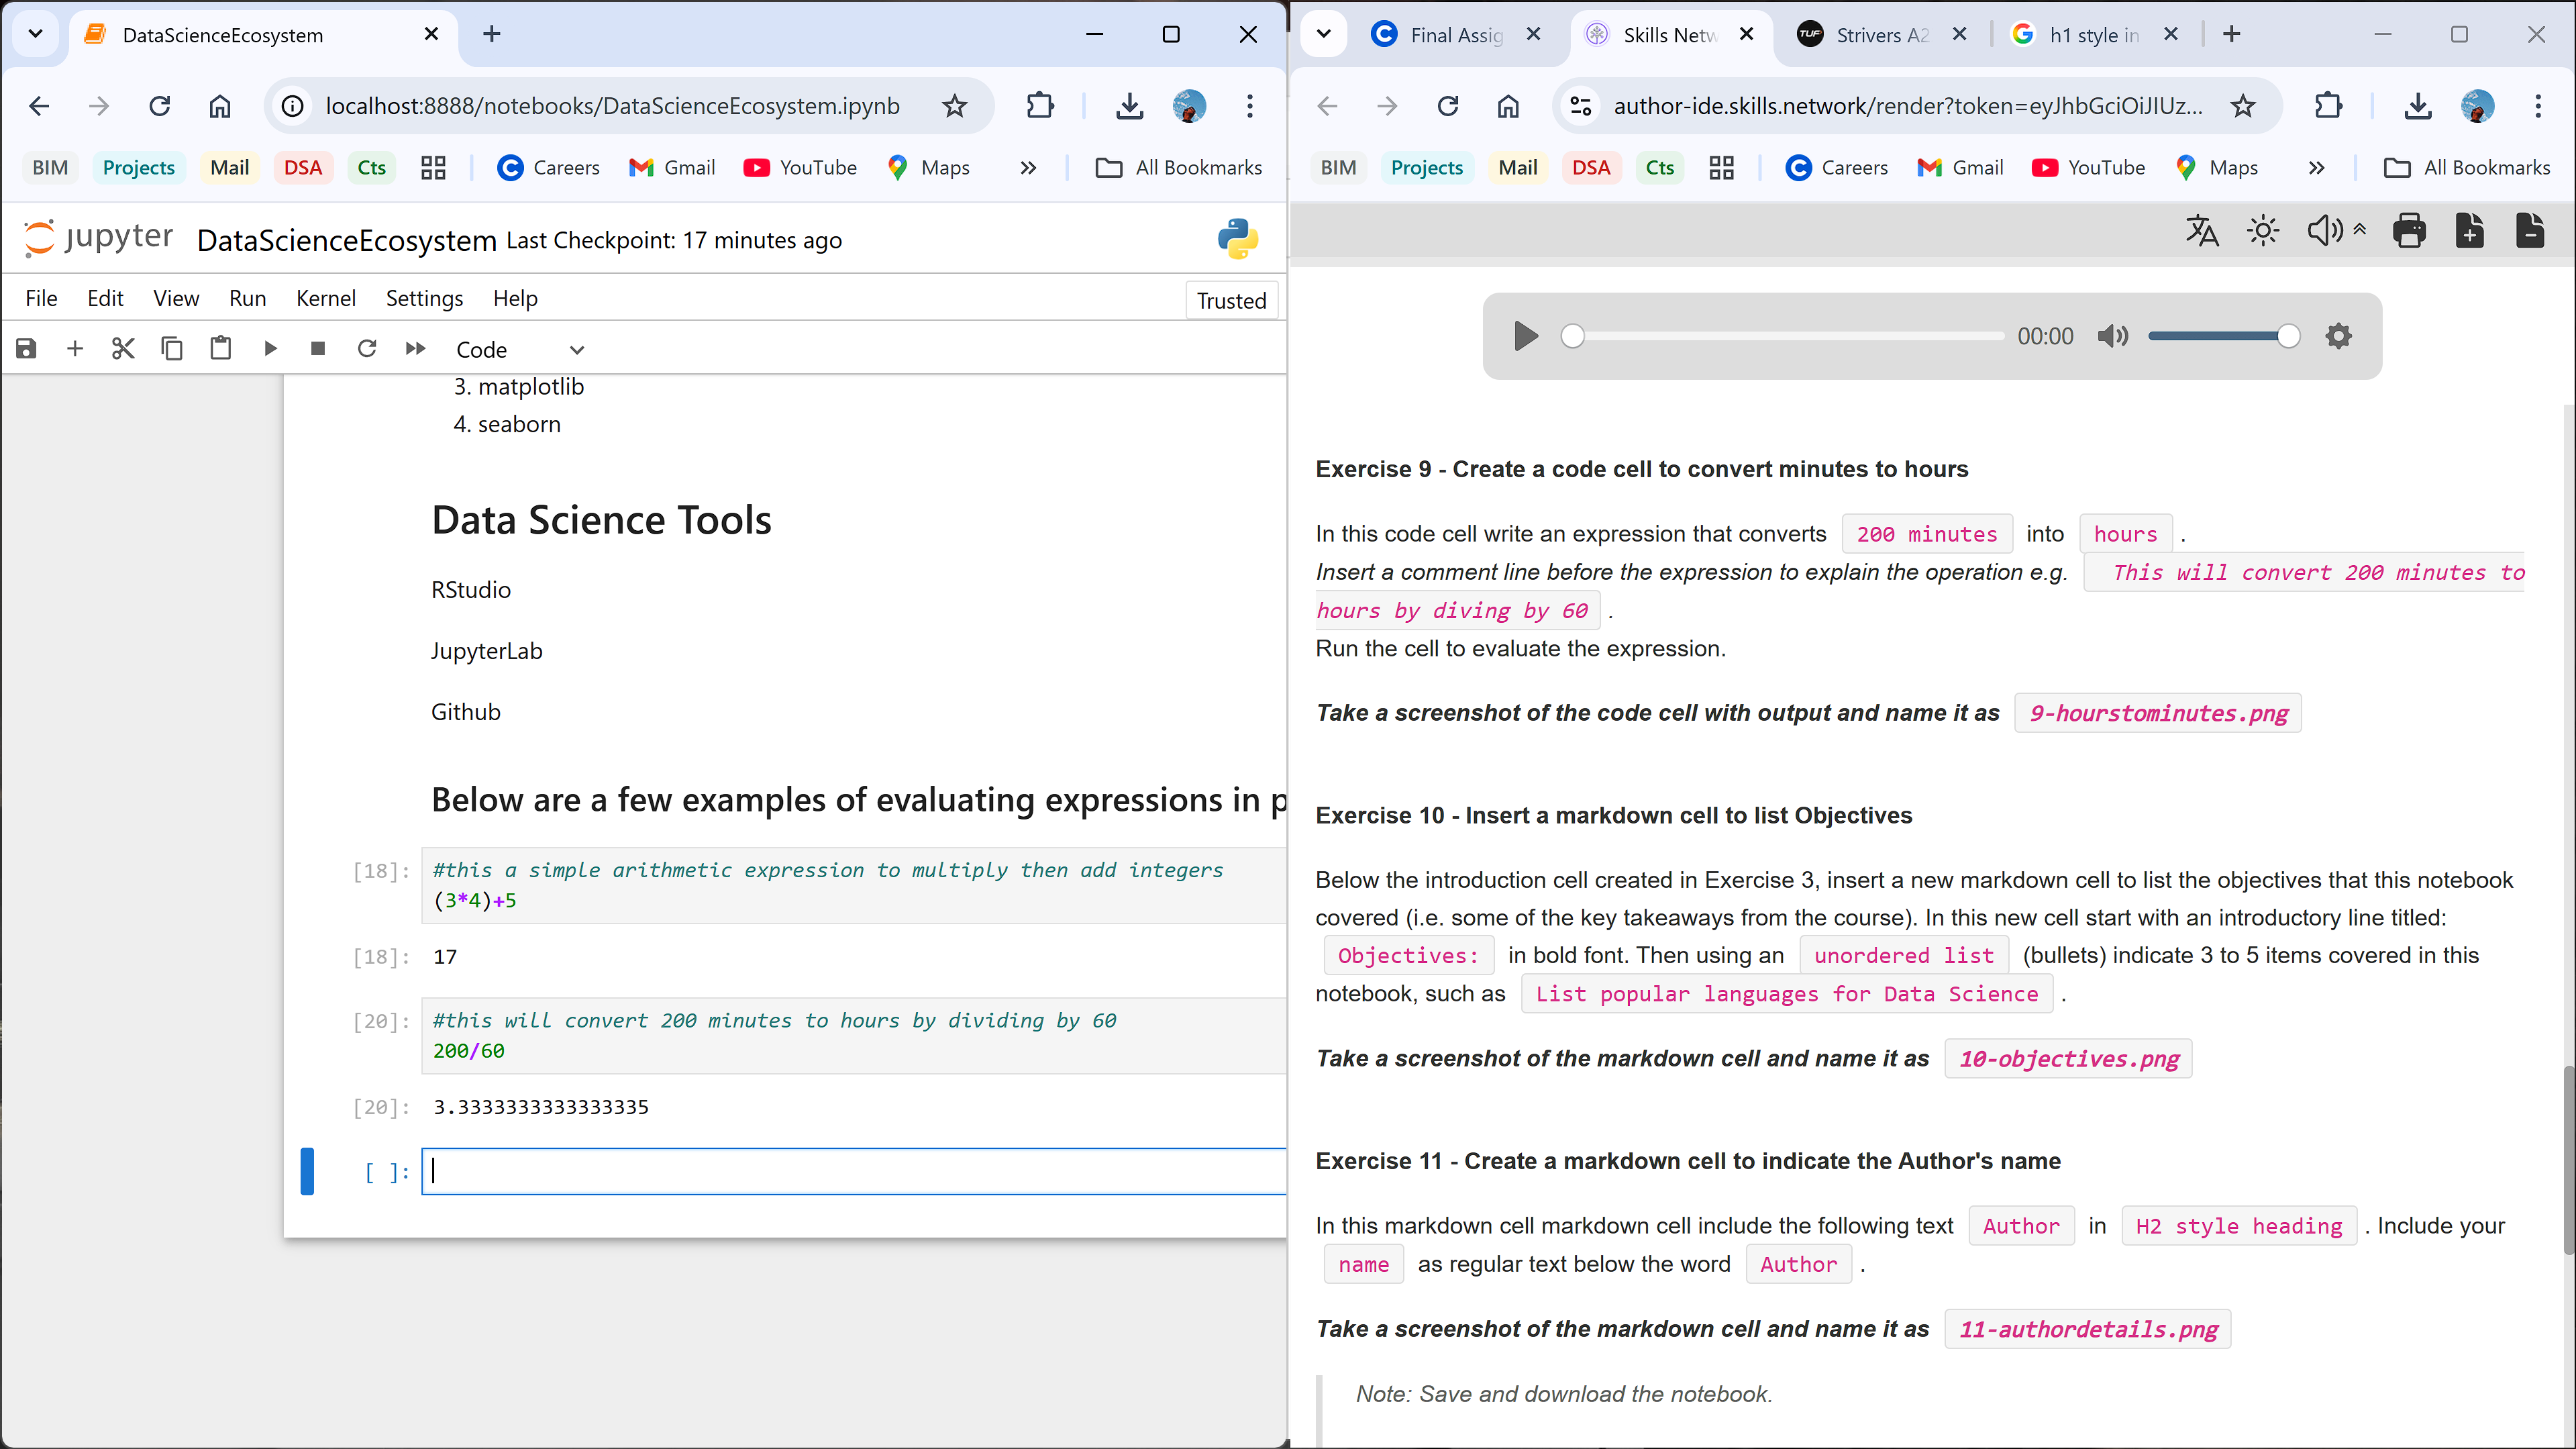 DataScienceEcosystem
localhost:8888/notebooks/DataScienceEcosystem.ipynb
BIM Projects Mail DSA Cts Careers Gmail YouTube Maps » All Bookmarks
jupyter DataScienceEcosystem Last Checkpoint: 17 minutes ago
File Edit View Run Kernel Settings Help Trusted
Code
3. matplotlib
4. seaborn
Data Science Tools
RStudio
JupyterLab
Github
Below are a few examples of evaluating expressions in p
[18]: #this a simple arithmetic expression to multiply then add integers
(3*4)+5
[18]: 17
[20]: #this will convert 200 minutes to hours by dividing by 60
200/60
[20]: 3.3333333333333335
[ ]:
Final Assig Skills Netw TUF Strivers A2 h1 style in
author-ide.skills.network/render?token=eyJhbGciOiJIUz...
BIM Projects Mail DSA Cts Careers Gmail YouTube Maps » All Bookmarks
00:00
Exercise 9 - Create a code cell to convert minutes to hours
In this code cell write an expression that converts 200 minutes into hours .
Insert a comment line before the expression to explain the operation e.g. This will convert 200 minutes to
hours by diving by 60 .
Run the cell to evaluate the expression.
Take a screenshot of the code cell with output and name it as 9-hourstominutes.png
Exercise 10 - Insert a markdown cell to list Objectives
Below the introduction cell created in Exercise 3, insert a new markdown cell to list the objectives that this notebook
covered (i.e. some of the key takeaways from the course). In this new cell start with an introductory line titled:
Objectives: in bold font. Then using an unordered list (bullets) indicate 3 to 5 items covered in this
notebook, such as List popular languages for Data Science .
Take a screenshot of the markdown cell and name it as 10-objectives.png
Exercise 11 - Create a markdown cell to indicate the Author's name
In this markdown cell markdown cell include the following text Author in H2 style heading . Include your
name as regular text below the word Author .
Take a screenshot of the markdown cell and name it as 11-authordetails.png
Note: Save and download the notebook.